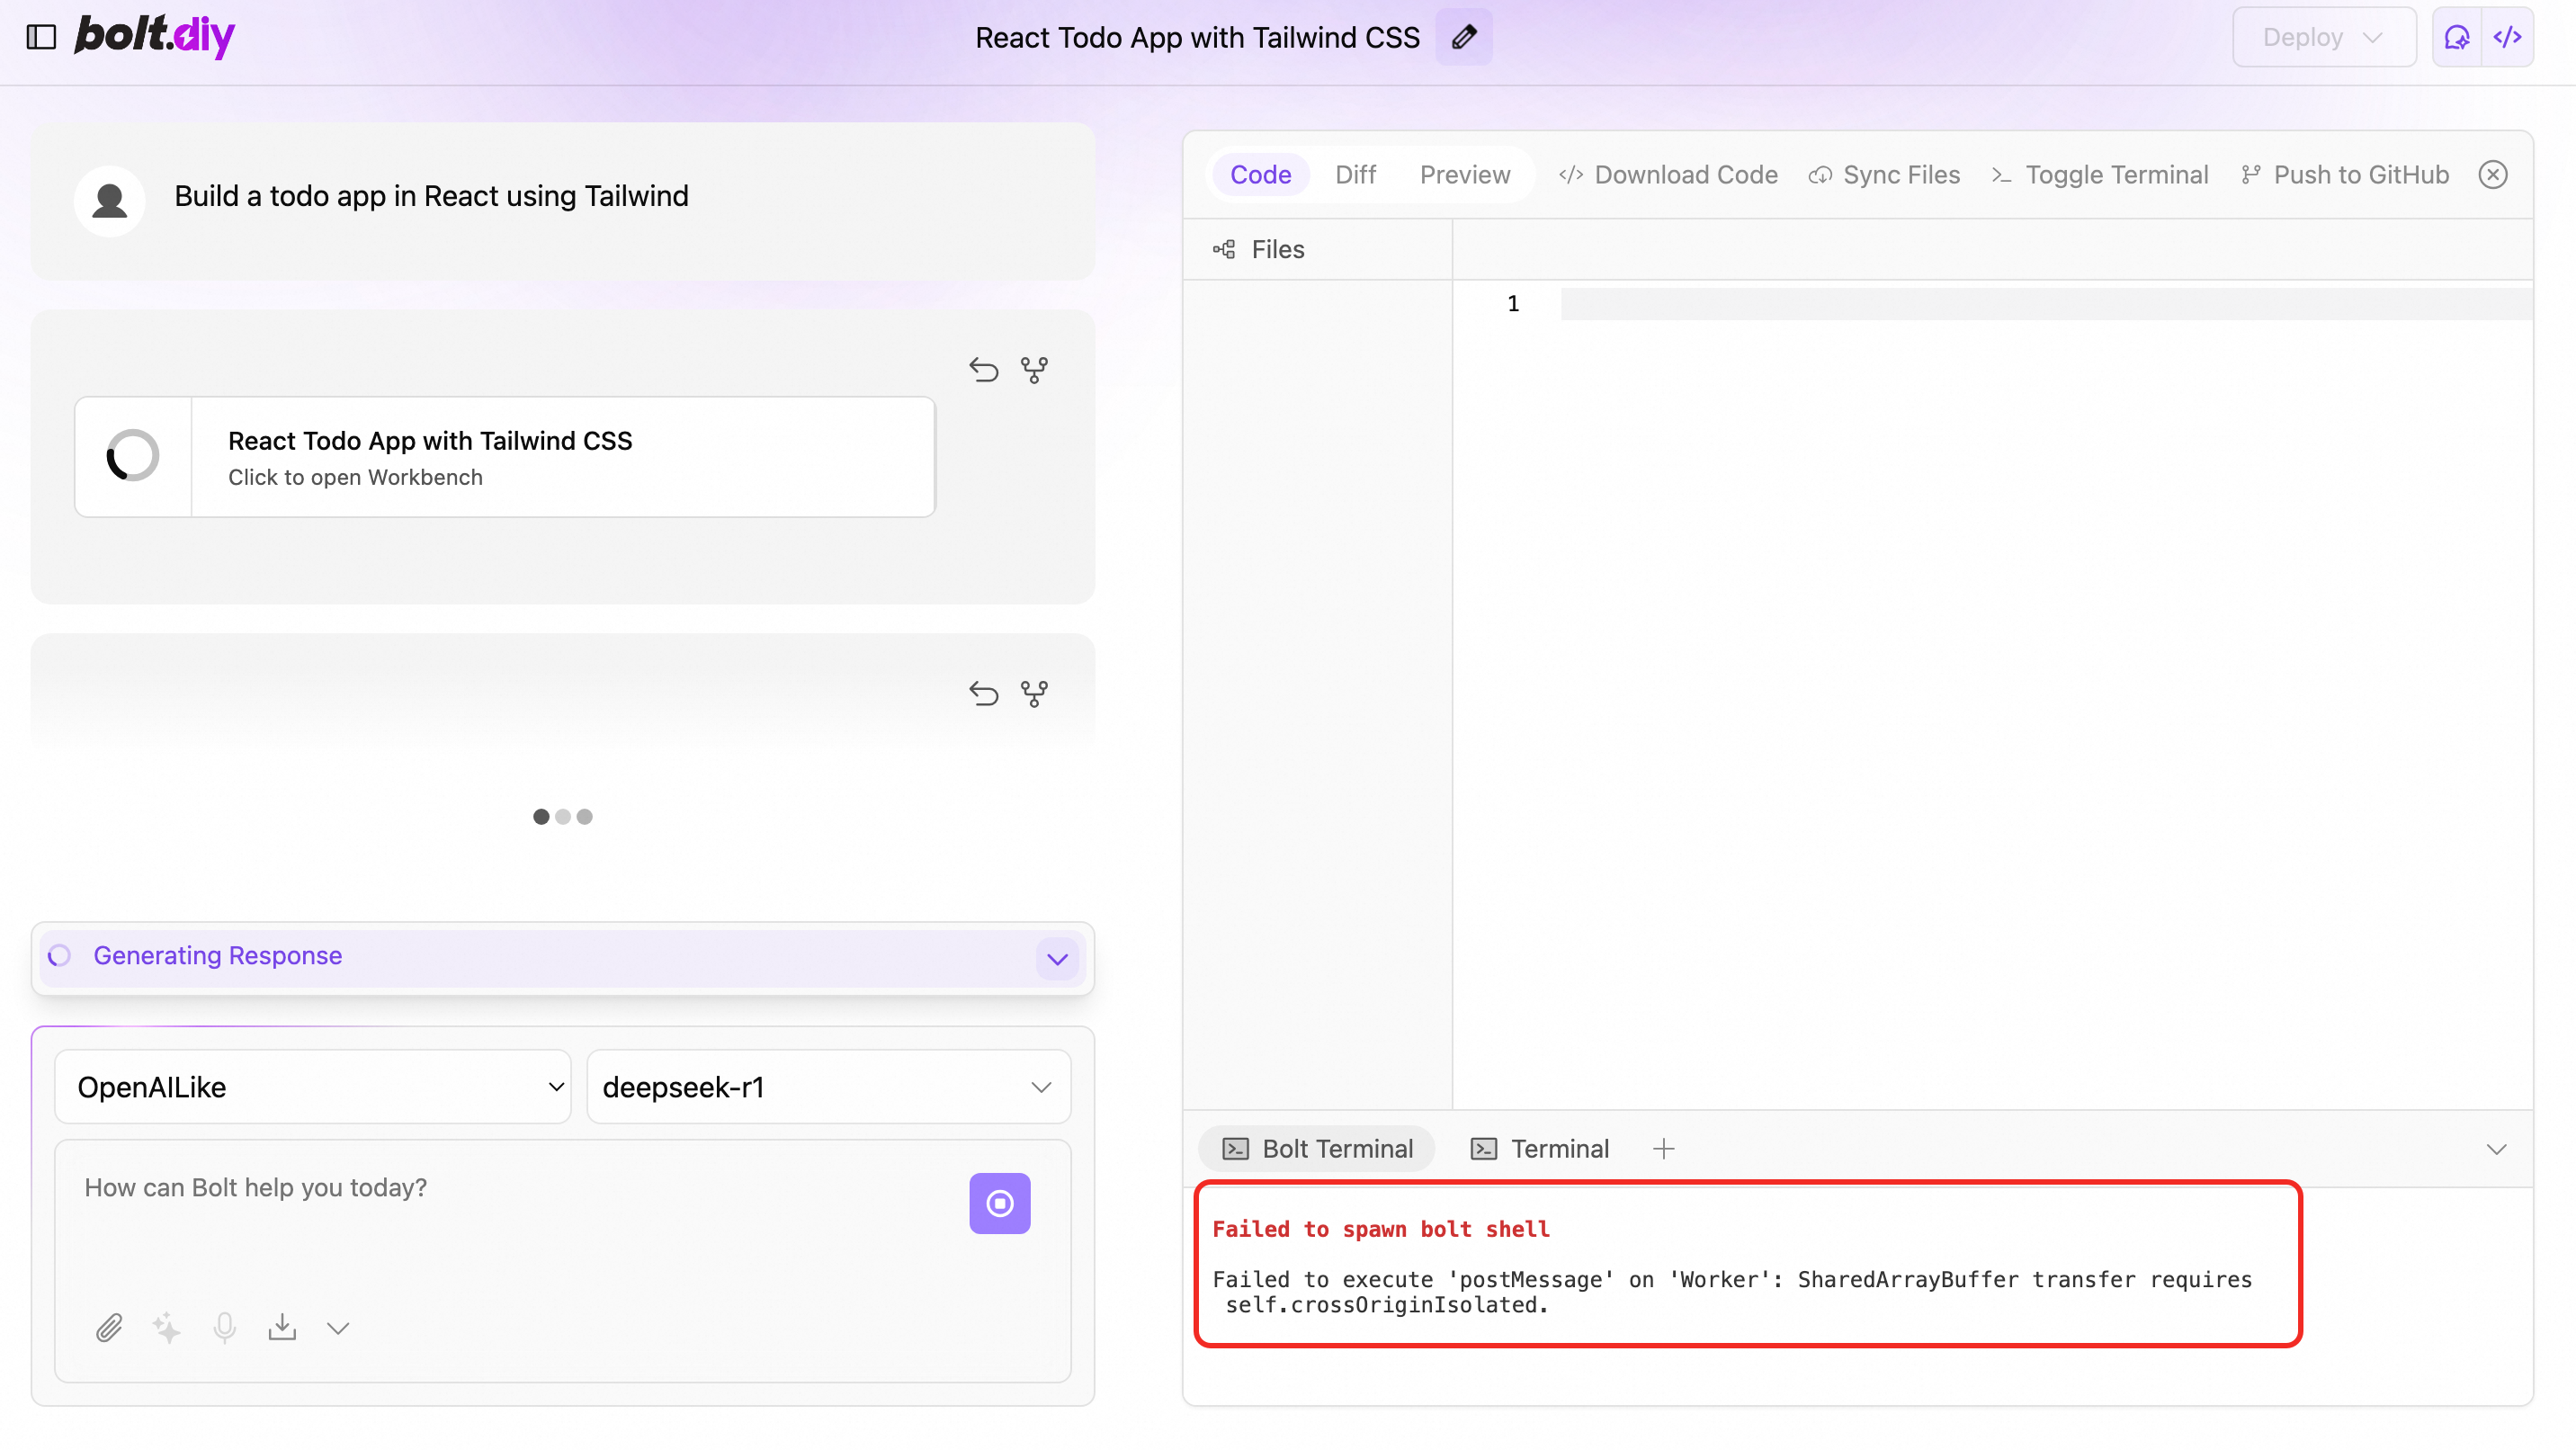 bolt.diy
React Todo App with Tailwind CSS
Deploy
Build a todo app in React using Tailwind
React Todo App with Tailwind CSS
Click to open Workbench
Generating Response
OpenAILike
deepseek-r1
How can Bolt help you today?
Code
Diff
Preview
Download Code
Sync Files
Toggle Terminal
Push to GitHub
Files
1
Bolt Terminal
Terminal
Failed to spawn bolt shell
Failed to execute 'postMessage' on 'Worker': SharedArrayBuffer transfer requires
self.crossOriginIsolated.